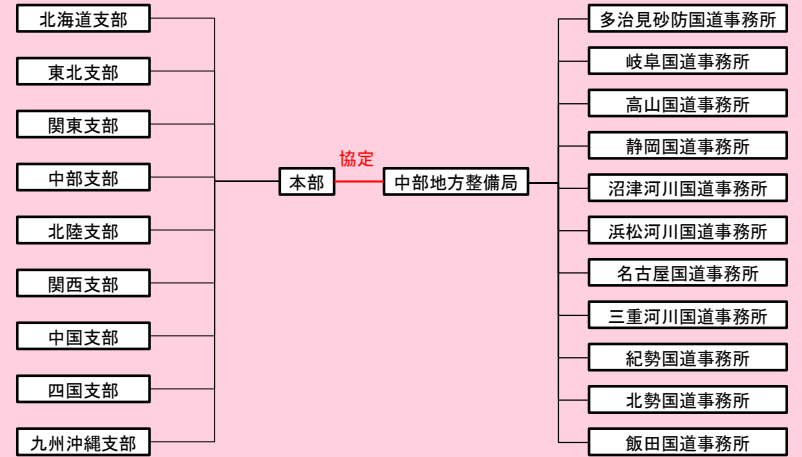 北海道支部
東北支部
関東支部
中部支部
北陸支部
関西支部
中国支部
四国支部
九州沖縄支部
本部
協定
中部地方整備局
多治見砂防国道事務所
岐阜国道事務所
高山国道事務所
静岡国道事務所
沼津河川国道事務所
浜松河川国道事務所
名古屋国道事務所
三重河川国道事務所
紀勢国道事務所
北勢国道事務所
飯田国道事務所